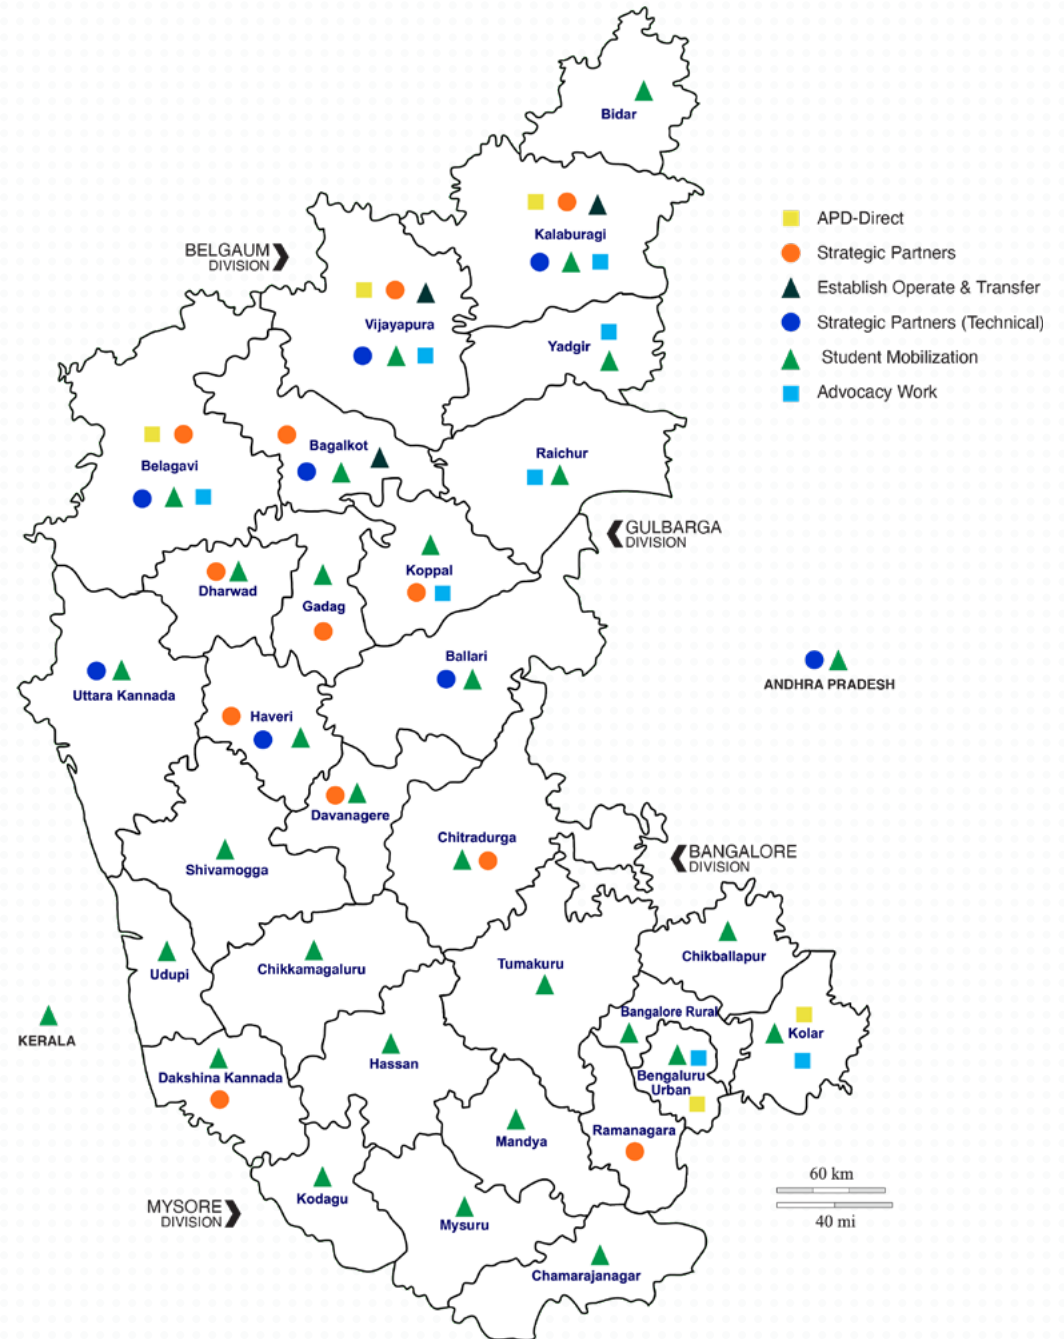 Bidar
Kalaburagi
BELGAUM
DIVISION
Vijayapura
Yadgir
APD-Direct
Strategic Partners
Establish Operate & Transfer
Strategic Partners (Technical)
Student Mobilization
Advocacy Work
Belagavi
Bagalkot
Raichur
GULBARGA
DIVISION
Dharwad
Gadag
Koppal
Uttara Kannada
Haveri
Ballari
ANDHRA PRADESH
Davanagere
Chitradurga
Shivamogga
BANGALORE
DIVISION
Udupi
Chikkamagaluru
Tumakuru
Chikballapur
KERALA
Bangalore Rural
Kolar
Dakshina Kannada
Hassan
Bengaluru
Urban
Mandya
Ramanagara
MYSORE
DIVISION
Kodagu
Mysuru
Chamarajanagar
60 km
40 mi